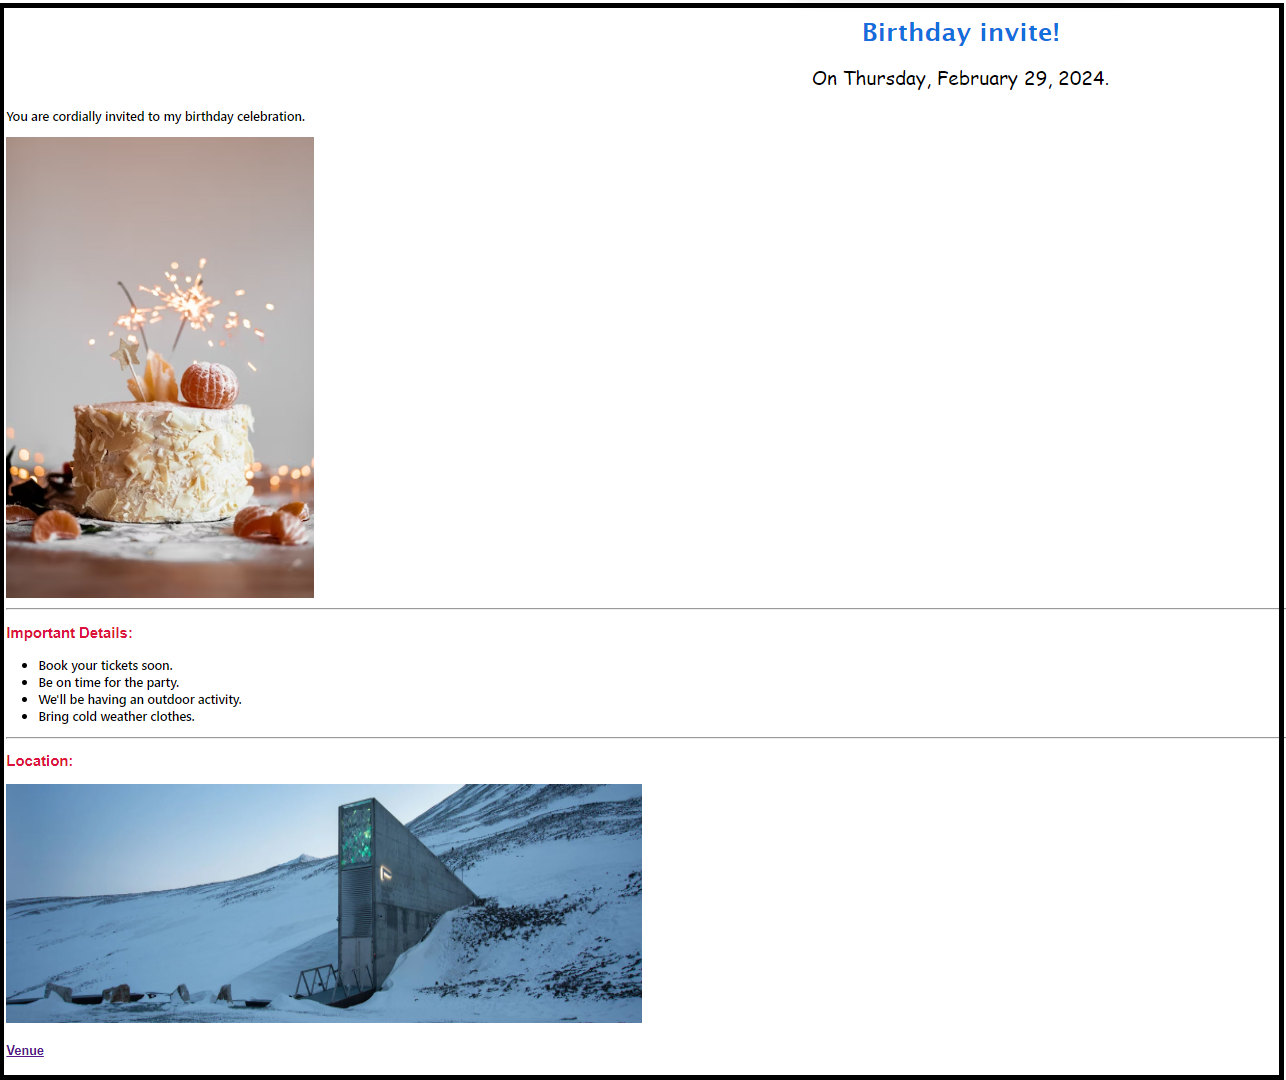 Birthday invite!
On Thursday, February 29, 2024.
You are cordially invited to my birthday celebration.
Important Details:
Book your tickets soon.
Be on time for the party.
We'll be having an outdoor activity.
Bring cold weather clothes.
Location:
Venue